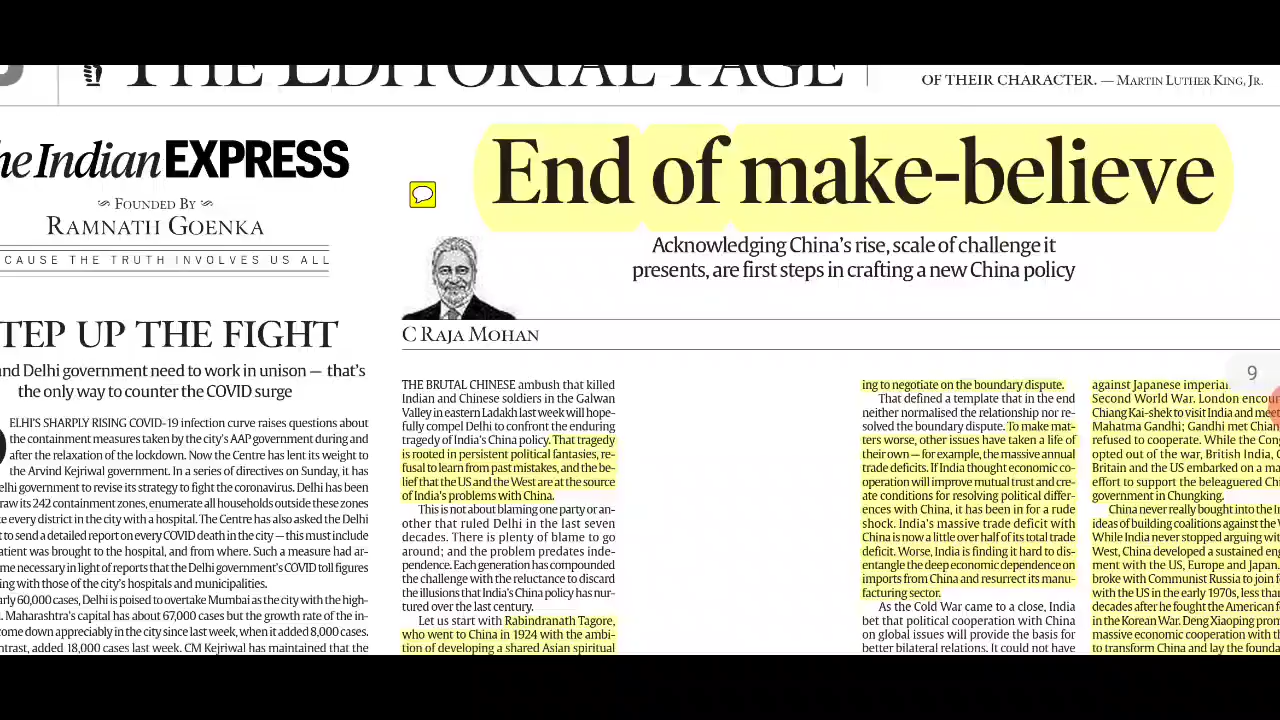 THE EDITORIAL PAGE
OF THEIR CHARACTER. — MARTIN LUTHER KING, JR.
he Indian EXPRESS
FOUNDED BY
RAMNATH GOENKA
CAUSE THE TRUTH INVOLVES US ALL
TEP UP THE FIGHT
nd Delhi government need to work in unison — that's
the only way to counter the COVID surge
ELHI'S SHARPLY RISING COVID-19 infection curve raises questions about
the containment measures taken by the city's AAP government during and
after the relaxation of the lockdown. Now the Centre has lent its weight to
the Arvind Kejriwal government. In a series of directives on Sunday, it has
elhi government to revise its strategy to fight the coronavirus. Delhi has been
raw its 242 containment zones, enumerate all households outside these zones
e every district in the city with a hospital. The Centre has also asked the Delhi
t to send a detailed report on every COVID death in the city — this must include
atient was brought to the hospital, and from where. Such a measure had ar-
me necessary in light of reports that the Delhi government's COVID toll figures
ing with those of the city's hospitals and municipalities.
arly 60,000 cases, Delhi is poised to overtake Mumbai as the city with the high-
. Maharashtra's capital has about 67,000 cases but the growth rate of the in-
come down appreciably in the city since last week, when it added 8,000 cases.
ntrast, added 18,000 cases last week. CM Kejriwal has maintained that the
End of make-believe
Acknowledging China's rise, scale of challenge it
presents, are first steps in crafting a new China policy
C RAJA MOHAN
THE BRUTAL CHINESE ambush that killed
Indian and Chinese soldiers in the Galwan
Valley in eastern Ladakh last week will hope-
fully compel Delhi to confront the enduring
tragedy of India's China policy. That tragedy
is rooted in persistent political fantasies, re-
fusal to learn from past mistakes, and the be-
lief that the US and the West are at the source
of India's problems with China.
This is not about blaming one party or an-
other that ruled Delhi in the last seven
decades. There is plenty of blame to go
around; and the problem predates inde-
pendence. Each generation has compounded
the challenge with the reluctance to discard
the illusions that India's China policy has nur-
tured over the last century.
Let us start with Rabindranath Tagore,
who went to China in 1924 with the ambi-
tion of developing a shared Asian spiritual
ing to negotiate on the boundary dispute.
That defined a template that in the end
neither normalised the relationship nor re-
solved the boundary dispute. To make mat-
ters worse, other issues have taken a life of
their own — for example, the massive annual
trade deficits. If India thought economic co-
operation will improve mutual trust and cre-
ate conditions for resolving political differ-
ences with China, it has been in for a rude
shock. India's massive trade deficit with
China is now a little over half of its total trade
deficit. Worse, India is finding it hard to dis-
entangle the deep economic dependence on
imports from China and resurrect its manu-
facturing sector.
As the Cold War came to a close, India
bet that political cooperation with China
on global issues will provide the basis for
better bilateral relations. It could not have
9
against Japanese imperia
Second World War. London encou
Chiang Kai-shek to visit India and meet
Mahatma Gandhi; Gandhi met Chian
refused to cooperate. While the Con
opted out of the war, British India, C
Britain and the US embarked on a ma
effort to support the beleaguered Chi
government in Chungking.
China never really bought into the In
ideas of building coalitions against the W
While India never stopped arguing with
West, China developed a sustained eng
ment with the US, Europe and Japan.
broke with Communist Russia to join f
with the US in the early 1970s, less than
decades after he fought the American f
in the Korean War. Deng Xiaoping prom
massive economic cooperation with th
to transform China and lay the founda